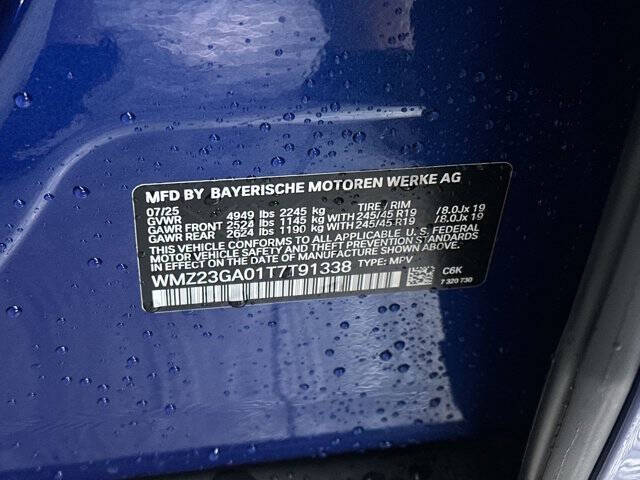 MFD BY BAYERISCHE MOTOREN WERKE AG
07/25 TIRE / RIM
GVWR 4949 lbs 2245 kg
GAWR FRONT 2524 lbs 1145 kg WITH 245/45 R19 /8.0Jx 19
GAWR REAR 2624 lbs 1190 kg WITH 245/45 R19 /8.0Jx 19
THIS VEHICLE CONFORMS TO ALL APPLICABLE U. S. FEDERAL
MOTOR VEHICLE SAFETY AND THEFT PREVENTION STANDARDS
IN EFFECT ON THE DATE OF MANUFACTURE SHOWN ABOVE.
WMZ23GA01T7T91338 TYPE: MPV
C6K
7 320 730